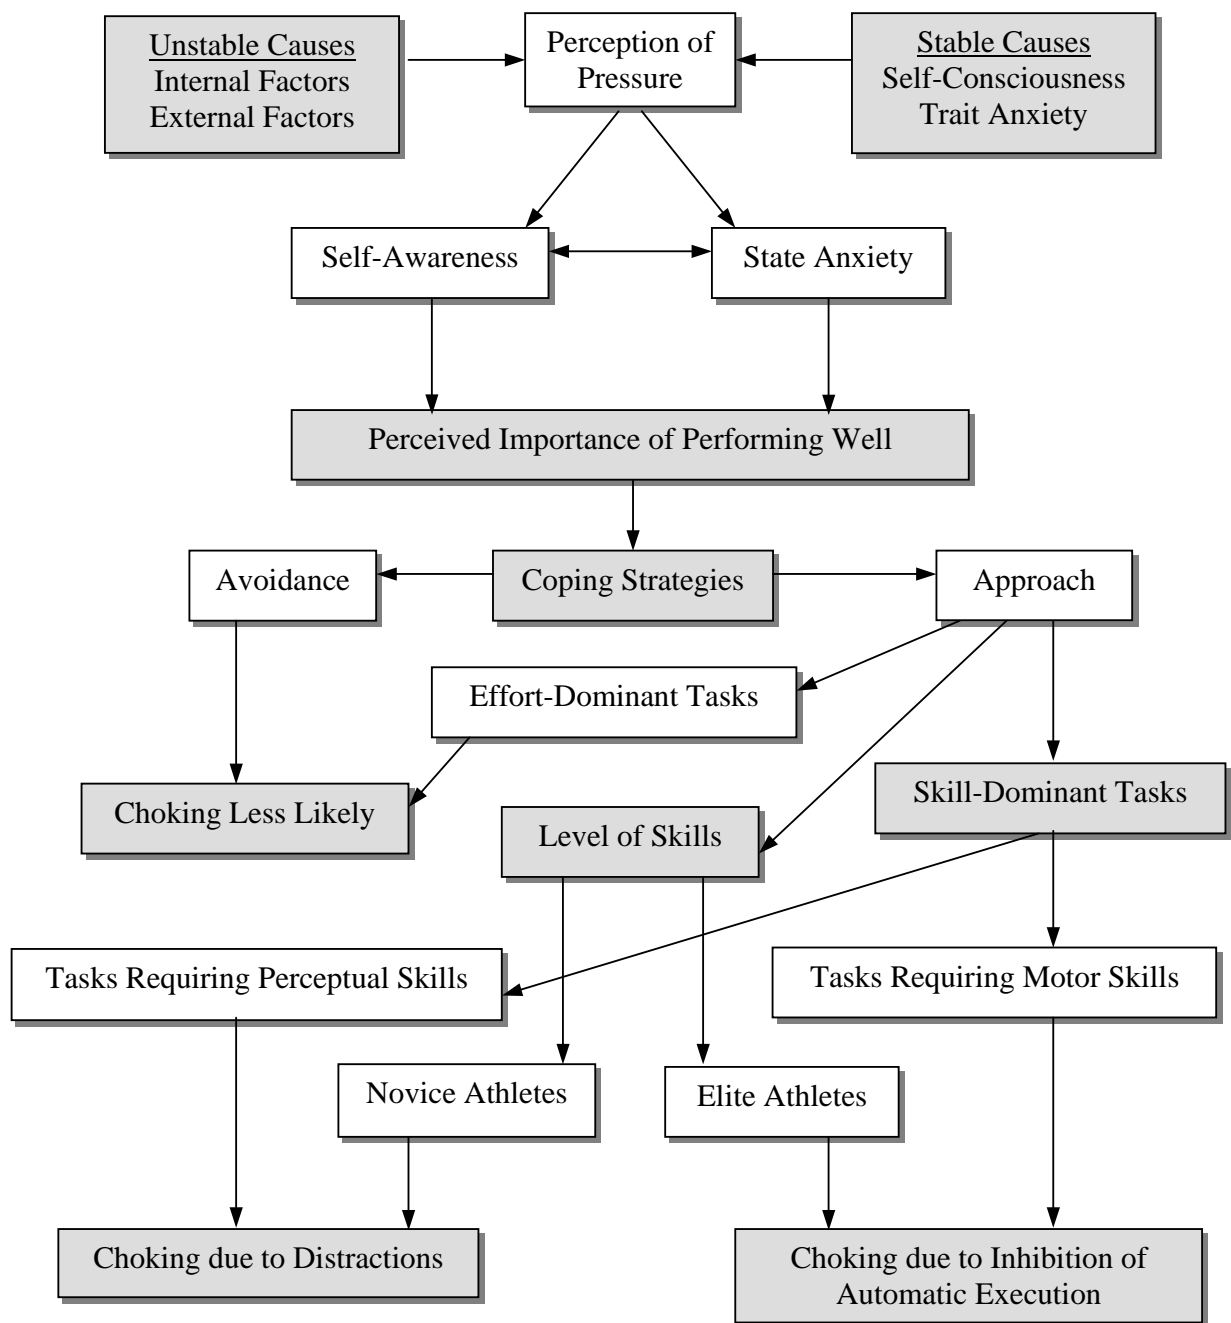 Unstable Causes
Internal Factors
External Factors
Perception of
Pressure
Stable Causes
Self-Consciousness
Trait Anxiety
Self-Awareness
State Anxiety
Perceived Importance of Performing Well
Avoidance
Coping Strategies
Approach
Effort-Dominant Tasks
Choking Less Likely
Level of Skills
Skill-Dominant Tasks
Tasks Requiring Perceptual Skills
Tasks Requiring Motor Skills
Novice Athletes
Elite Athletes
Choking due to Distractions
Choking due to Inhibition of
Automatic Execution